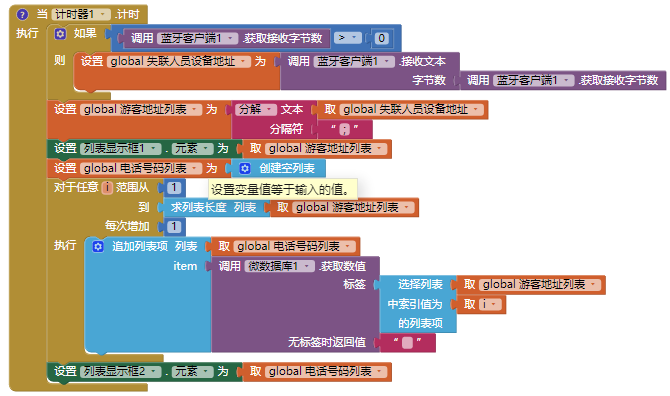 当 计时器1 .计时
执行 如果 调用 蓝牙客户端1 .获取接收字节数 > 0
则 设置 global 失联人员设备地址 为 调用 蓝牙客户端1 .接收文本
字节数 调用 蓝牙客户端1 .获取接收字节数
设置 global 游客地址列表 为 分解 文本 取 global 失联人员设备地址
分隔符 “ ; ”
设置 列表显示框1 . 元素 为 取 global 游客地址列表
设置 global 电话号码列表 为 创建空列表
对于任意 i 范围从 1
设置变量值等于输入的值。
到 求列表长度 列表 取 global 游客地址列表
每次增加 1
执行 追加列表项 列表 取 global 电话号码列表
item 调用 微数据库1 .获取数值
标签 选择列表 取 global 游客地址列表
中索引值为 取 i
的列表项
无标签时返回值 “ ”
设置 列表显示框2 . 元素 为 取 global 电话号码列表